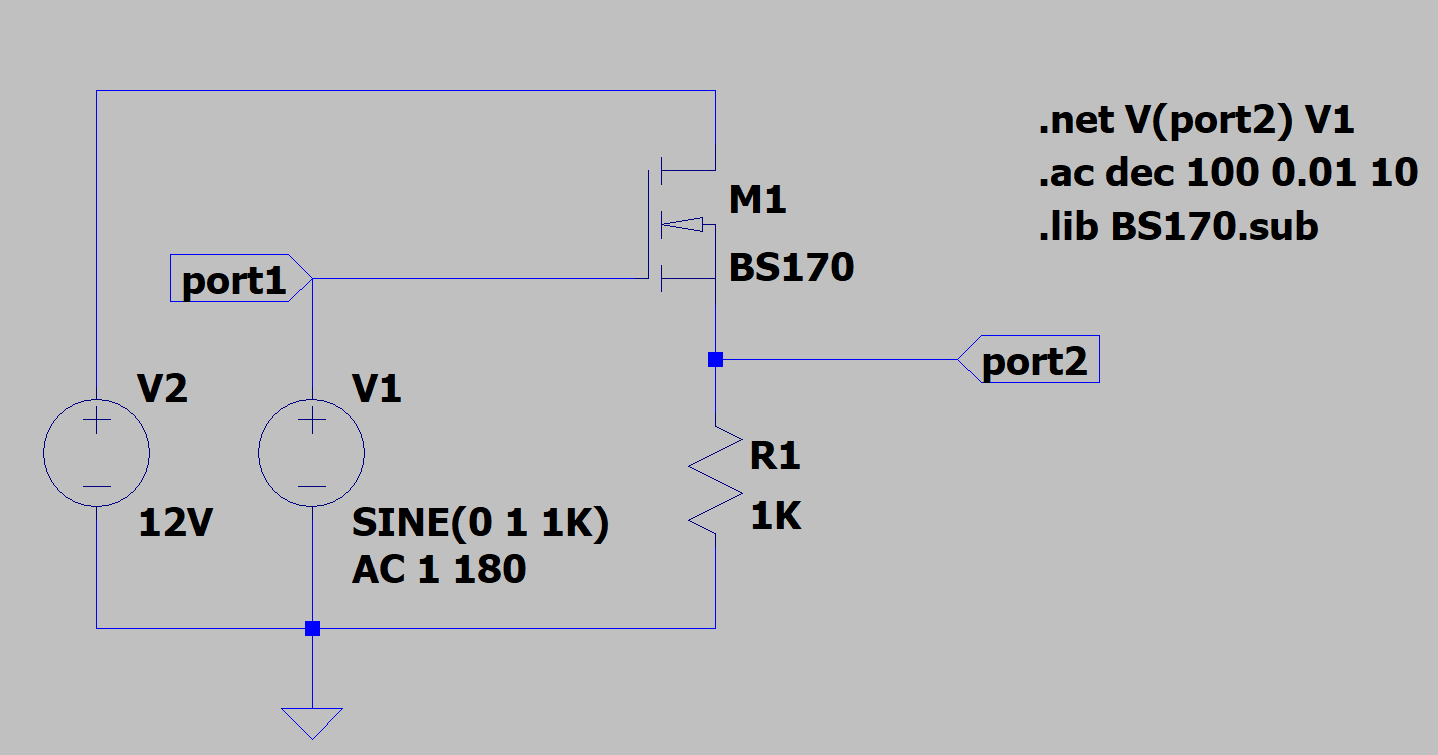 .net V(port2) V1
.ac dec 100 0.01 10
.lib BS170.sub
M1
BS170
port1
port2
V2
12V
V1
SINE(0 1 1K)
AC 1 180
R1
1K